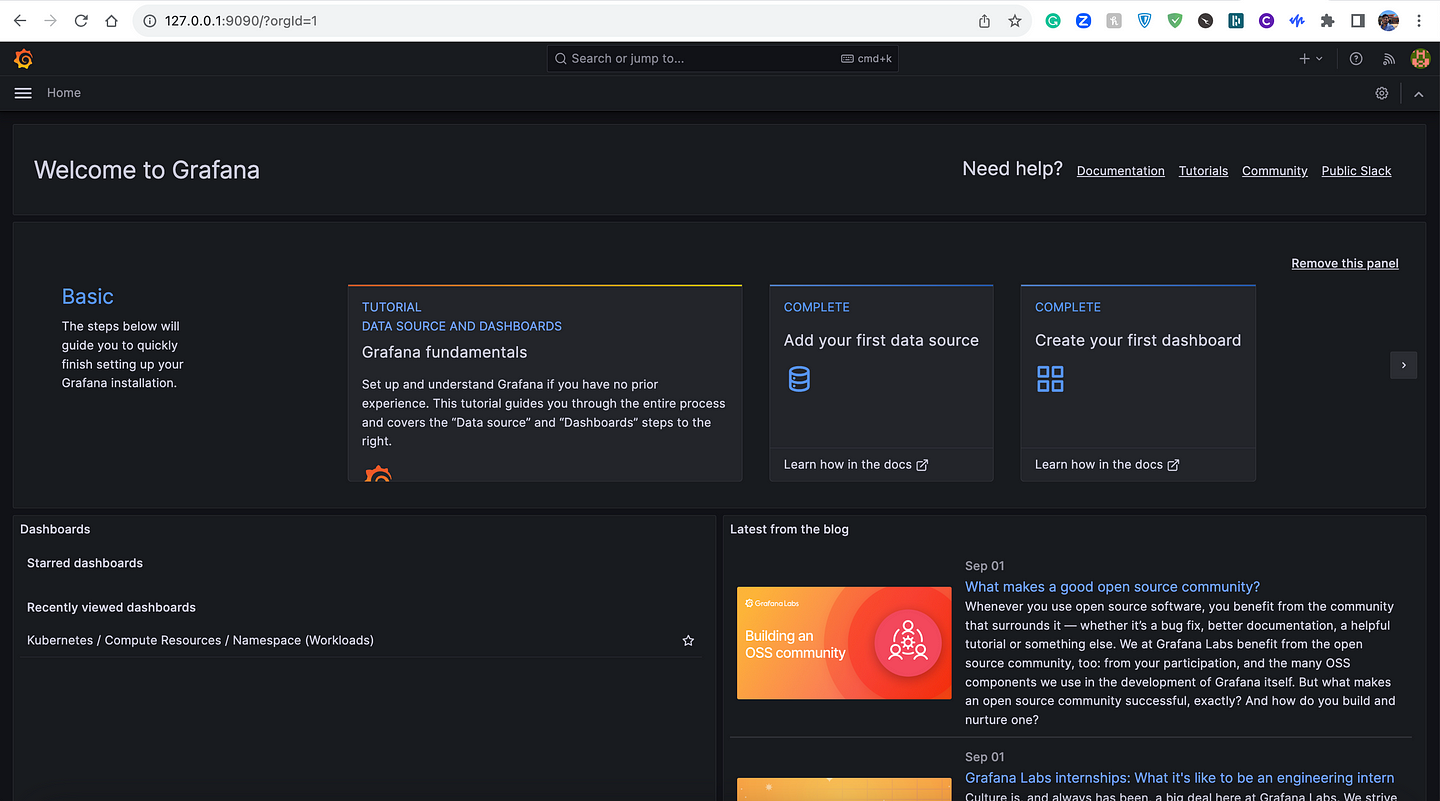 127.0.0.1:9090/?orgId=1
Search or jump to...
cmd+k
Home
Welcome to Grafana
Need help?
Documentation
Tutorials
Community
Public Slack
Remove this panel
Basic
The steps below will
guide you to quickly
finish setting up your
Grafana installation.
TUTORIAL
DATA SOURCE AND DASHBOARDS
Grafana fundamentals
Set up and understand Grafana if you have no prior
experience. This tutorial guides you through the entire process
and covers the “Data source” and “Dashboards” steps to the
right.
COMPLETE
Add your first data source
Learn how in the docs
COMPLETE
Create your first dashboard
Learn how in the docs
Dashboards
Starred dashboards
Recently viewed dashboards
Kubernetes / Compute Resources / Namespace (Workloads)
Latest from the blog
Grafana Labs
Building an
OSS community
Sep 01
What makes a good open source community?
Whenever you use open source software, you benefit from the community
that surrounds it — whether it’s a bug fix, better documentation, a helpful
tutorial or something else. We at Grafana Labs benefit from the open
source community, too: from your participation, and the many OSS
components we use in the development of Grafana itself. But what makes
an open source community successful, exactly? And how do you build and
nurture one?
Sep 01
Grafana Labs internships: What it's like to be an engineering intern
Culture is, and always has been, a big deal here at Grafana Labs. We strive